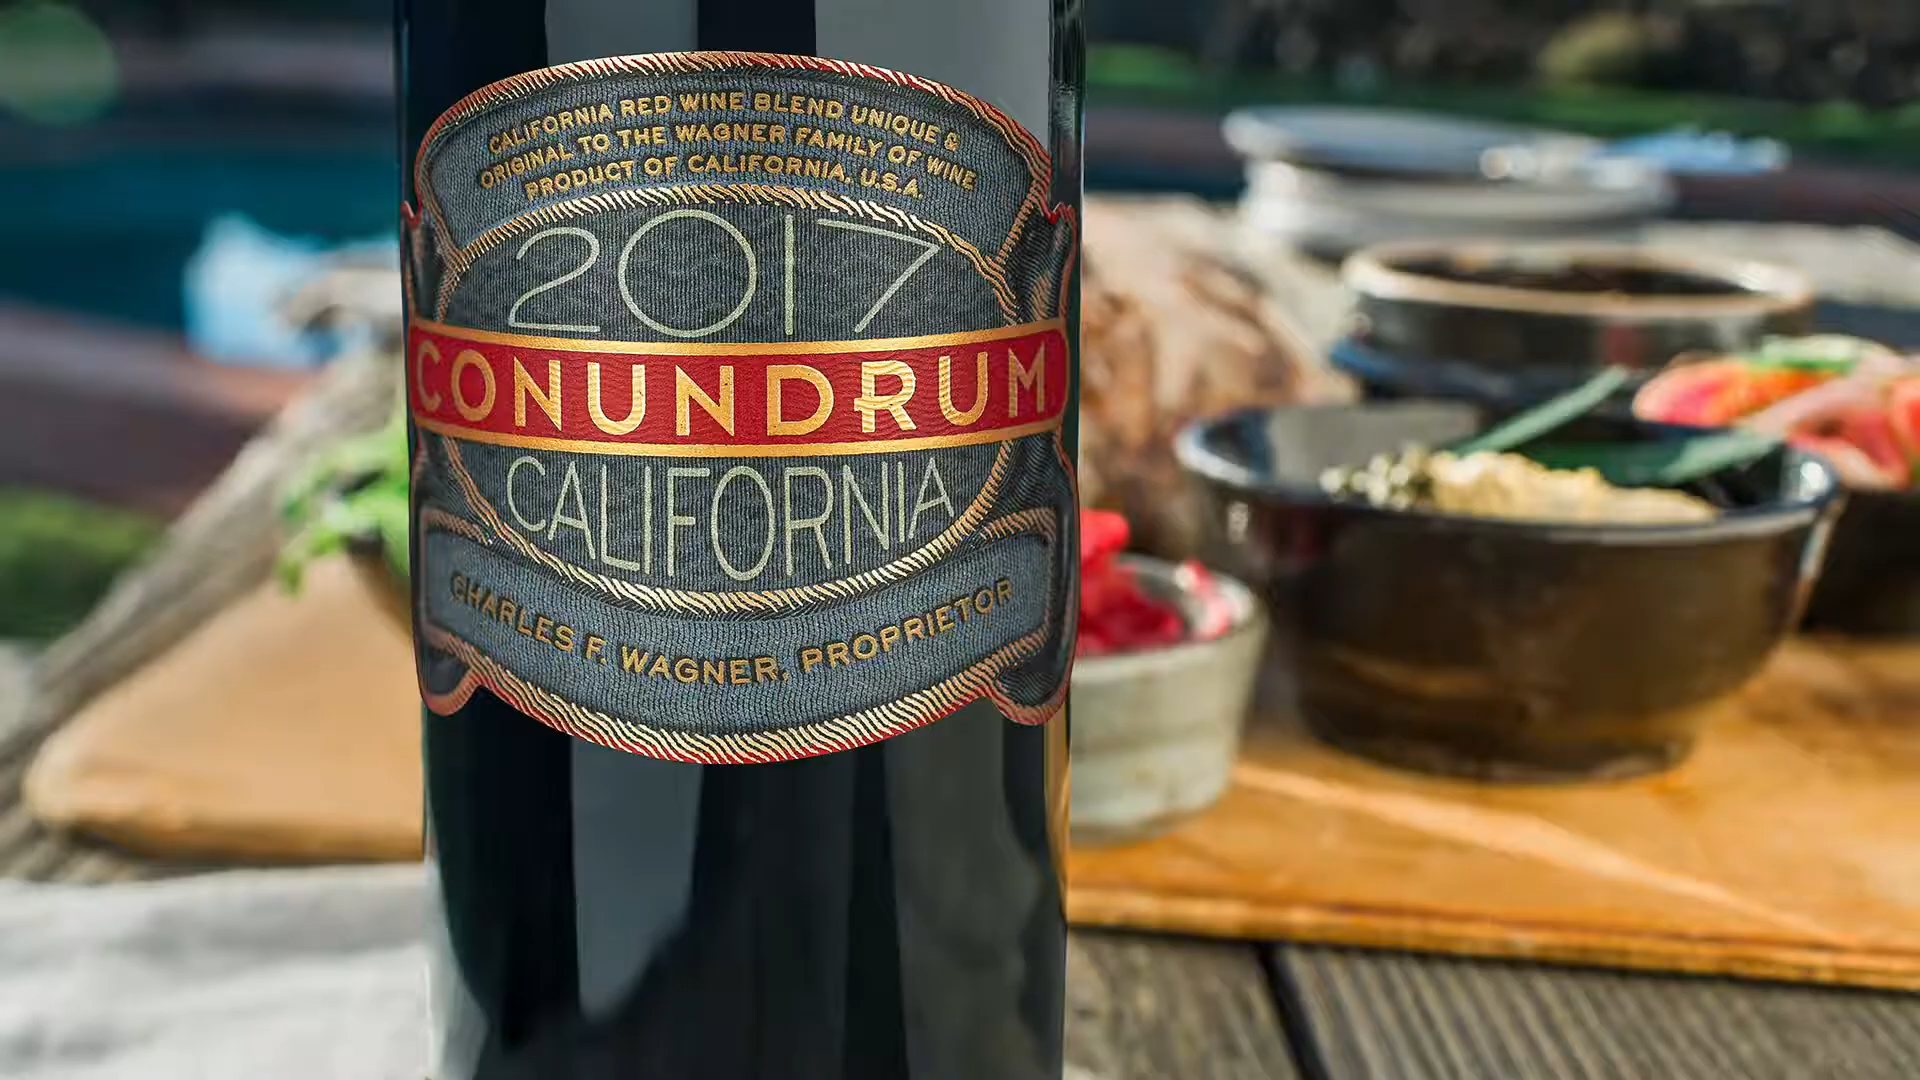 CALIFORNIA RED WINE BLEND UNIQUE &
ORIGINAL TO THE WAGNER FAMILY OF WINE
PRODUCT OF CALIFORNIA, U.S.A.
2017
CONUNDRUM
CALIFORNIA
CHARLES F. WAGNER, PROPRIETOR